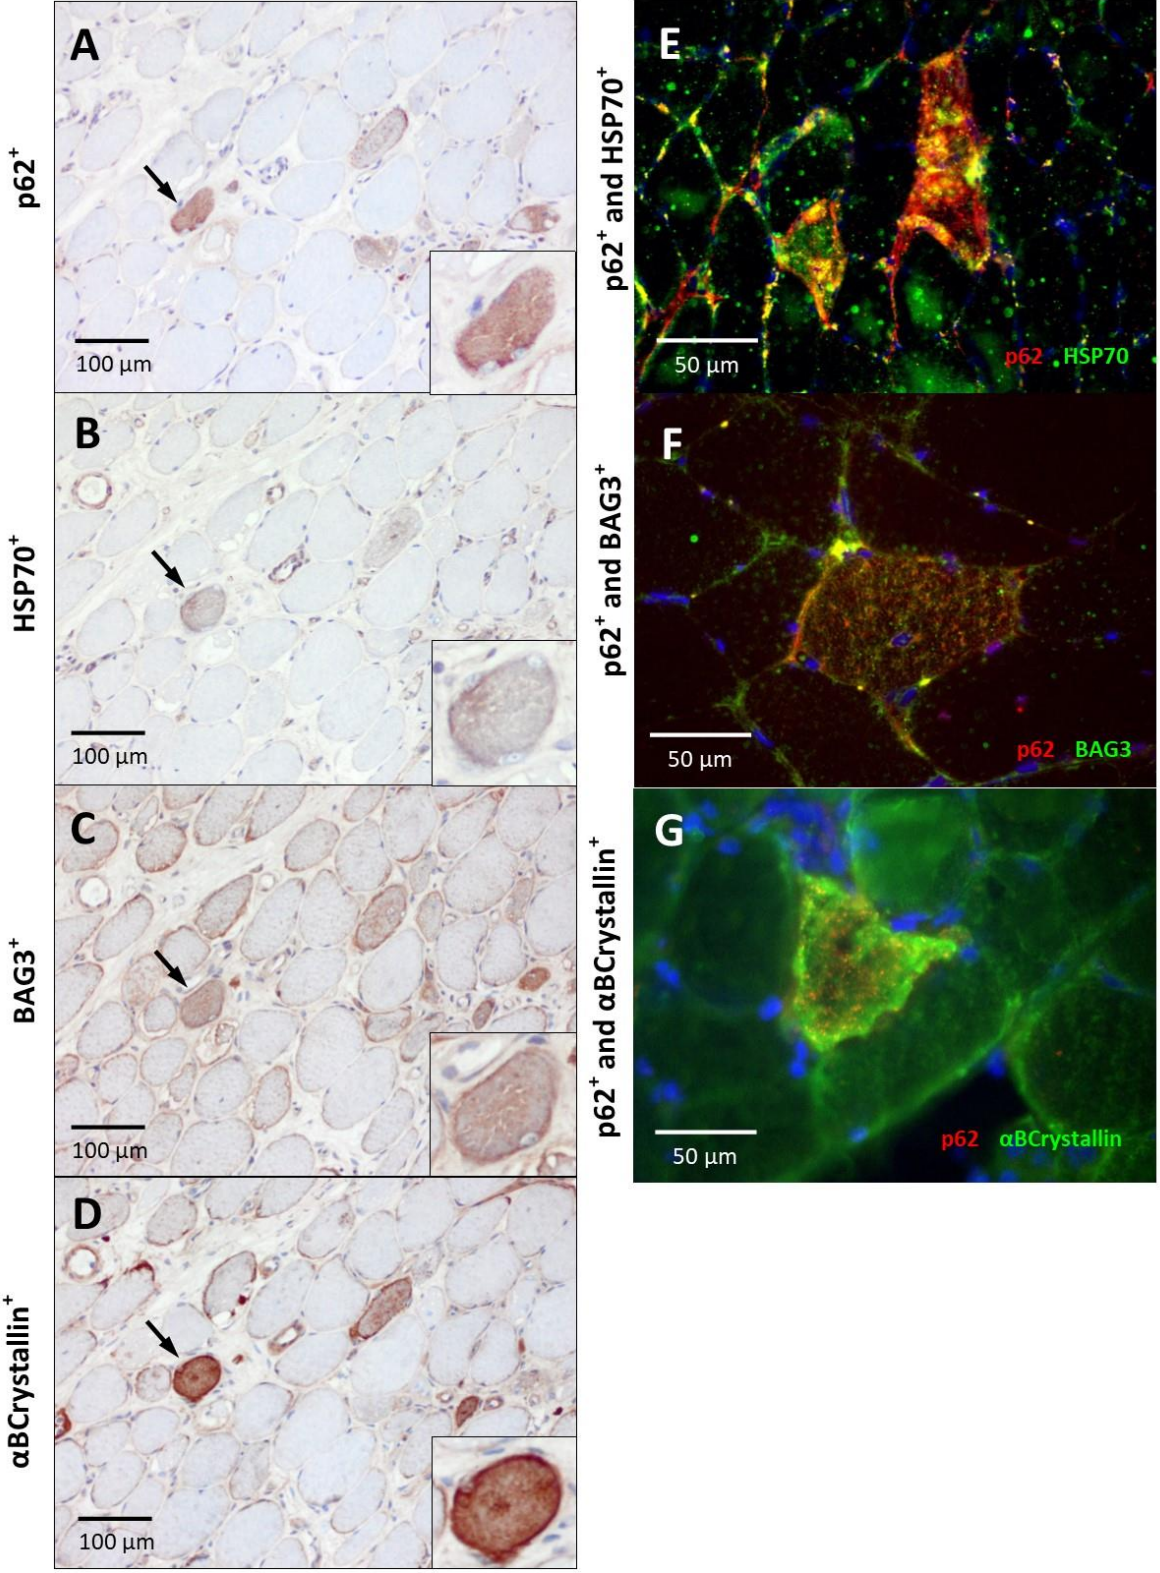 A
p62⁺
100 µm
B
HSP70⁺
100 µm
C
BAG3⁺
100 µm
D
αBCrystallin⁺
100 µm
E
p62⁺ and HSP70⁺
50 µm
p62 HSP70
F
p62⁺ and BAG3⁺
50 µm
p62 BAG3
G
p62⁺ and αBCrystallin⁺
50 µm
p62 αBCrystallin